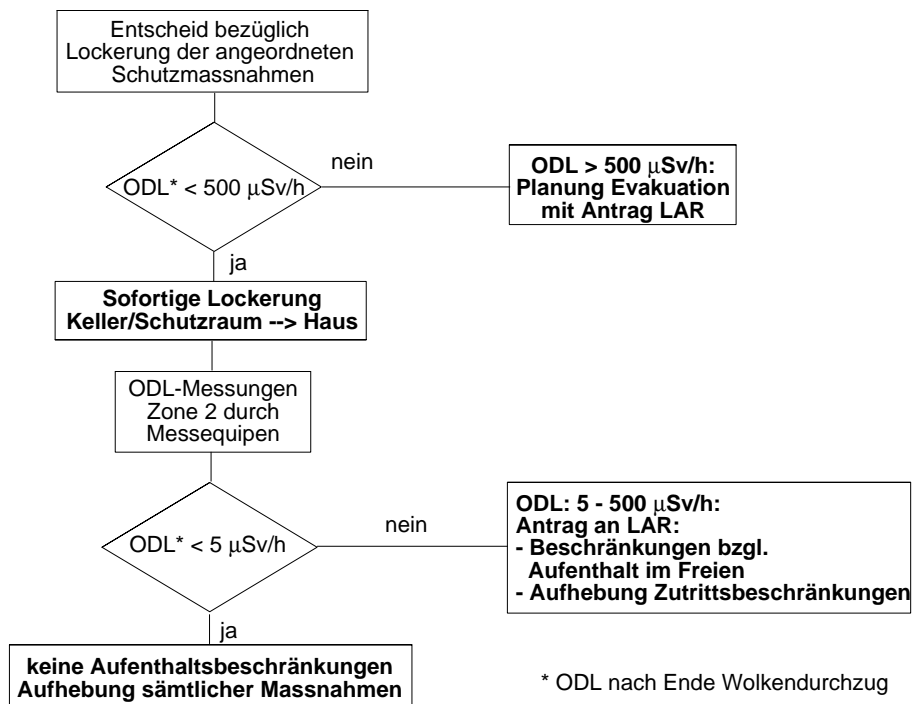 Entscheid bezüglich
Lockerung der angeordneten
Schutzmassnahmen
ODL* < 500 µSv/h
nein
ODL > 500 µSv/h:
Planung Evakuation
mit Antrag LAR
ja
Sofortige Lockerung
Keller/Schutzraum --> Haus
ODL-Messungen
Zone 2 durch
Messequipen
ODL* < 5 µSv/h
nein
ODL: 5 - 500 µSv/h:
Antrag an LAR:
- Beschränkungen bzgl.
Aufenthalt im Freien
- Aufhebung Zutrittsbeschränkungen
ja
keine Aufenthaltsbeschränkungen
Aufhebung sämtlicher Massnahmen
* ODL nach Ende Wolkendurchzug